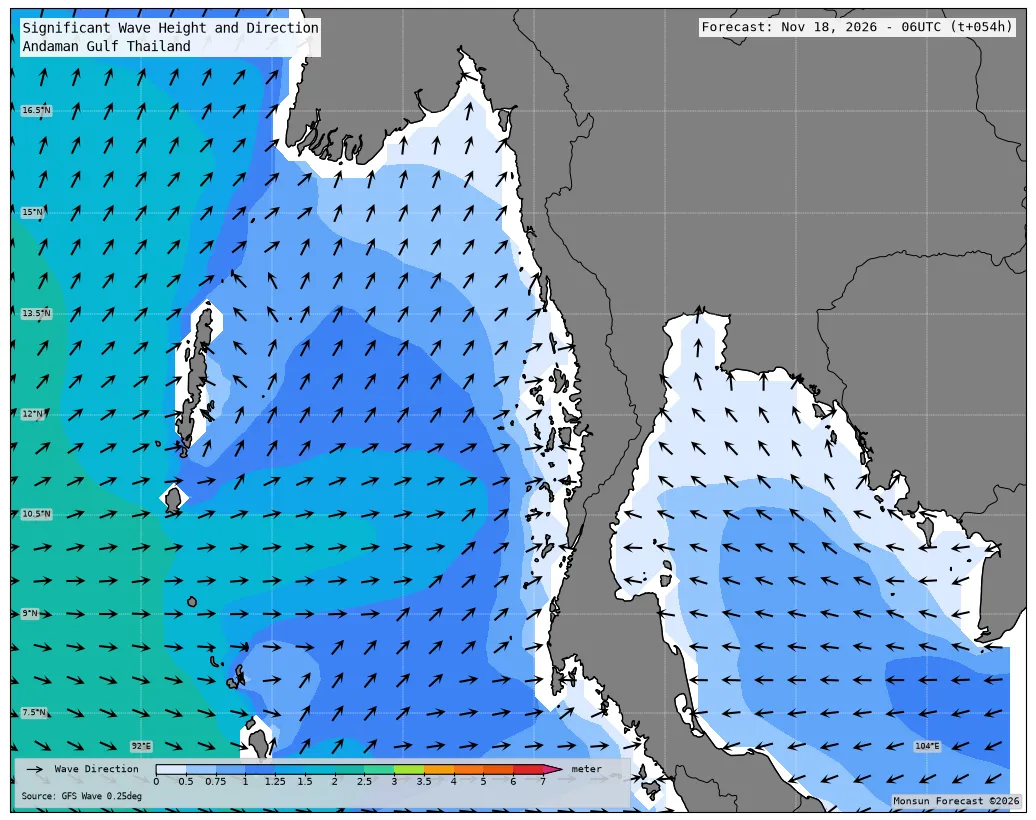 Significant Wave Height and Direction
Andaman Gulf Thailand
Forecast: Nov 18, 2026 - 06UTC (t+054h)
16.5°N
15°N
13.5°N
12°N
10.5°N
9°N
7.5°N
92°E
104°E
Wave Direction
meter
0.5 0.75 1 1.25 1.5 2 2.5 3 3.5 4 5 6 7
Source: GFS Wave 0.25deg
Monsun Forecast ©2026